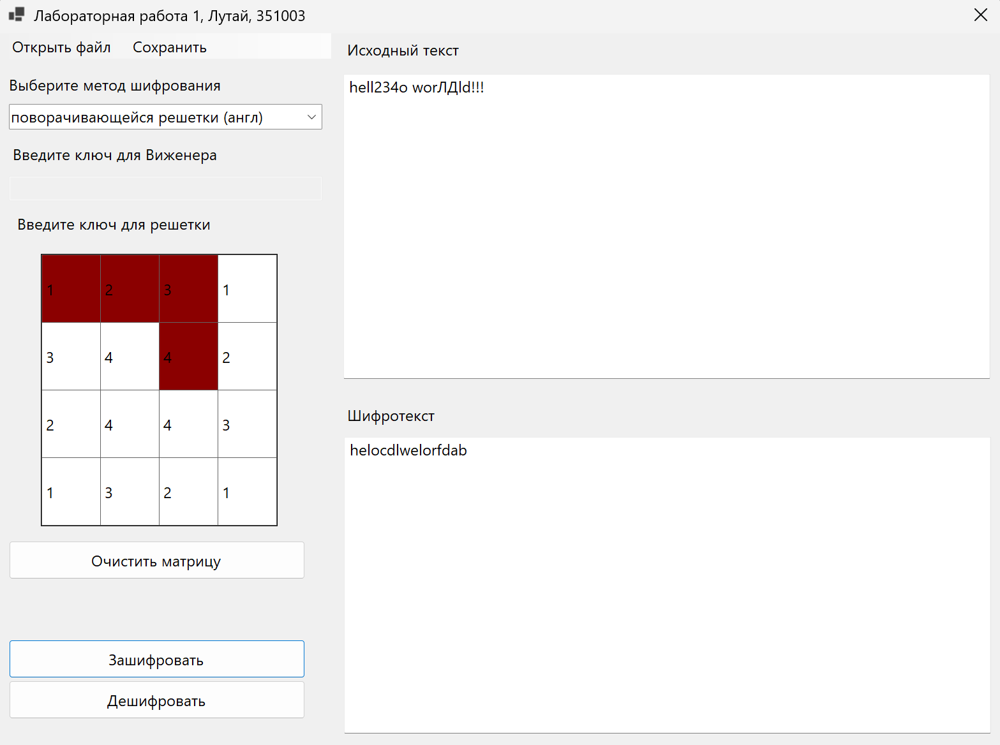 Лабораторная работа 1, Лутай, 351003
Открыть файл Сохранить
Выберите метод шифрования
поворачивающейся решетки (англ)
Введите ключ для Виженера
Введите ключ для решетки
1 2 3 1
3 4 4 2
2 4 4 3
1 3 2 1
Очистить матрицу
Зашифровать
Дешифровать
Исходный текст
hell234o worЛДld!!!
Шифротекст
helocdlwelorfdab